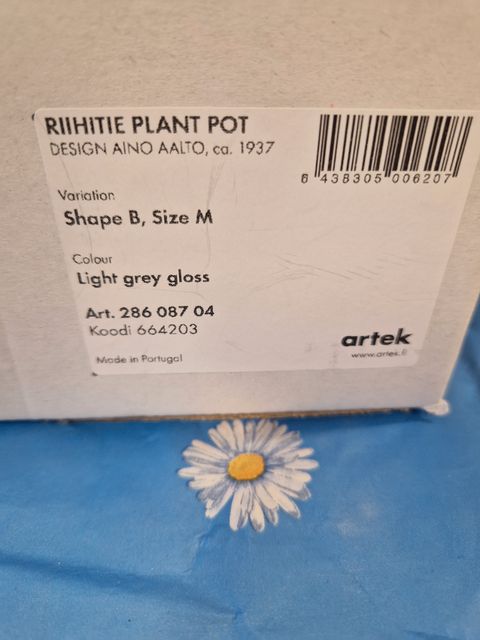 RIIHITIE PLANT POT
DESIGN AINO AALTO, ca. 1937
6 438305 006207
Variation
Shape B, Size M
Colour
Light grey gloss
Art. 286 087 04
Koodi 664203
Made in Portugal
artek
www.artek.fi